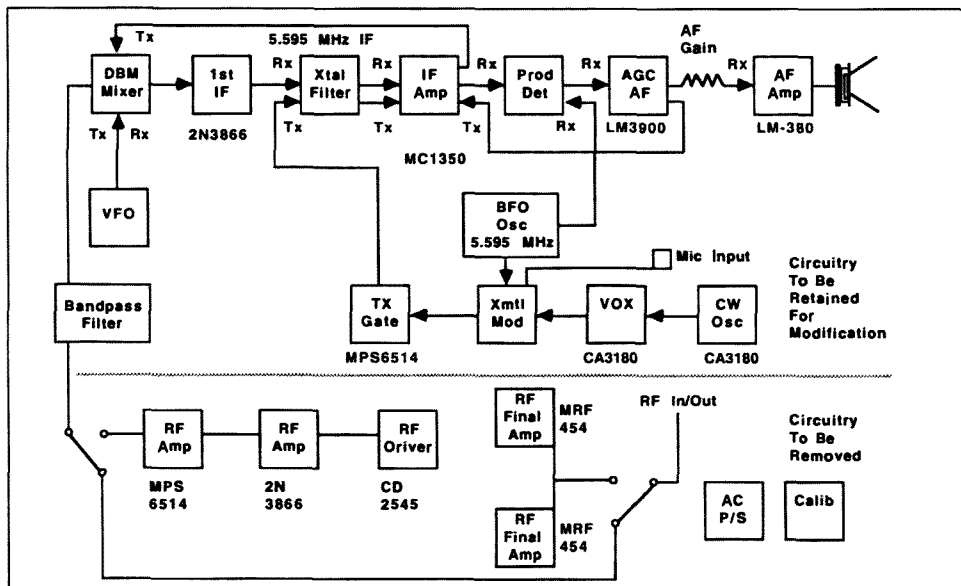 Tx
5.595 MHz IF
AF
Gain
DBM
Mixer
1st
IF
Rx
Xtal
Filter
Rx
IF
Amp
Rx
Prod
Det
Rx
AGC
AF
Rx
AF
Amp
Tx
Rx
2N3866
Tx
Tx
Tx
Rx
LM3900
LM-380
MC1350
VFO
BFO
Osc
5.595 MHz
Mic Input
Bandpass
Filter
TX
Gate
Xmtl
Mod
VOX
CW
Osc
MPS6514
CA3180
CA3180
Circuitry
To Be
Retained
For
Modification
RF
Amp
RF
Amp
RF
Oriver
MPS
6514
2N
3866
CD
2545
RF
Final
Amp
MRF
454
RF
Final
Amp
MRF
454
RF In/Out
AC
P/S
Calib
Circuitry
To Be
Removed